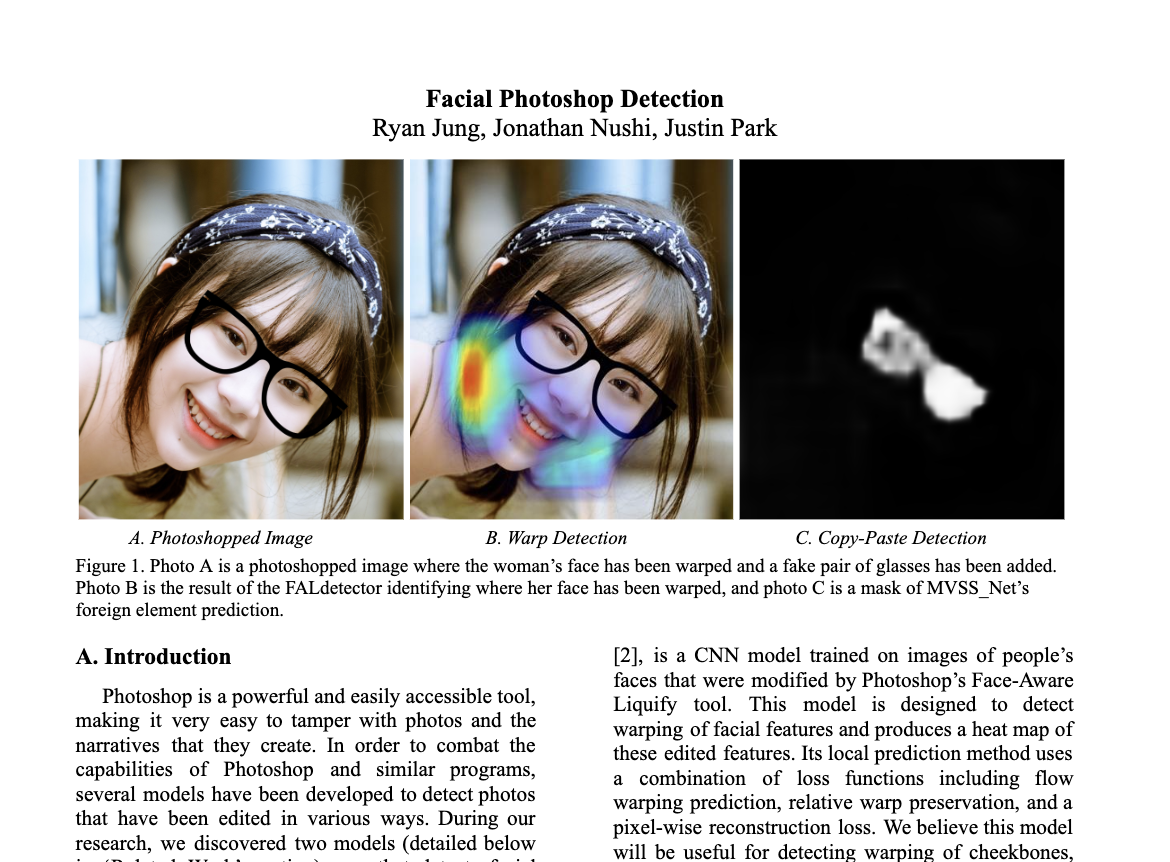 Facial Photoshop Detection
Ryan Jung, Jonathan Nushi, Justin Park
A. Photoshopped Image
B. Warp Detection
C. Copy-Paste Detection
Figure 1. Photo A is a photoshopped image where the woman’s face has been warped and a fake pair of glasses has been added.
Photo B is the result of the FALdetector identifying where her face has been warped, and photo C is a mask of MVSS_Net’s
foreign element prediction.
A. Introduction
Photoshop is a powerful and easily accessible tool,
making it very easy to tamper with photos and the
narratives that they create. In order to combat the
capabilities of Photoshop and similar programs,
several models have been developed to detect photos
that have been edited in various ways. During our
research, we discovered two models (detailed below
[2], is a CNN model trained on images of people’s
faces that were modified by Photoshop’s Face-Aware
Liquify tool. This model is designed to detect
warping of facial features and produces a heat map of
these edited features. Its local prediction method uses
a combination of loss functions including flow
warping prediction, relative warp preservation, and a
pixel-wise reconstruction loss. We believe this model
will be useful for detecting warping of cheekbones,